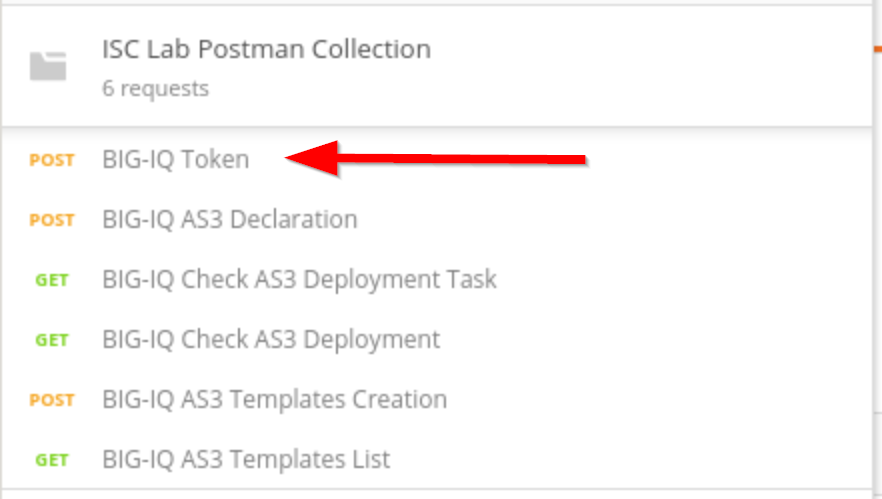 ISC Lab Postman Collection
6 requests
POST BIG-IQ Token
POST BIG-IQ AS3 Declaration
GET BIG-IQ Check AS3 Deployment Task
GET BIG-IQ Check AS3 Deployment
POST BIG-IQ AS3 Templates Creation
GET BIG-IQ AS3 Templates List